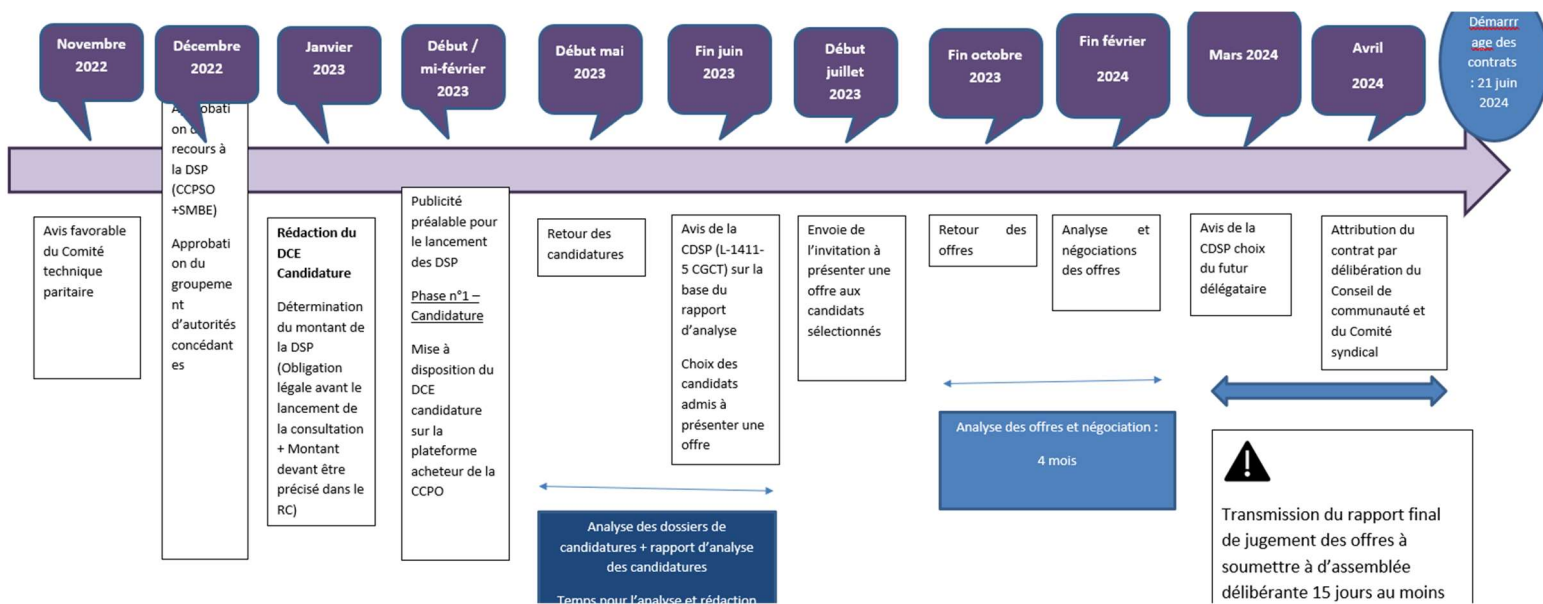 Novembre
2022
Décembre
2022
Janvier
2023
Début /
mi-février
2023
Début mai
2023
Fin juin
2023
Début
juillet
2023
Fin octobre
2023
Fin février
2024
Mars 2024
Avril
2024
Démarrr
age des
contrats
: 21 juin
2024
Avis favorable
du Comité
technique
paritaire
recours à
la DSP
(CCPSO
+SMBE)
Approbati
on du
groupeme
nt
d’autorités
concédant
es
Rédaction du
DCE
Candidature
Détermination
du montant de
la DSP
(Obligation
légale avant le
lancement de
la consultation
+ Montant
devant être
précisé dans le
RC)
Publicité
préalable pour
le lancement
des DSP
Phase n°1 –
Candidature
Mise à
disposition du
DCE
candidature
sur la
plateforme
acheteur de la
CCPO
Retour des
candidatures
Avis de la
CDSP (L-1411-
5 CGCT) sur la
base du
rapport
d’analyse
Choix des
candidats
admis à
présenter une
offre
Envoie de
l’invitation à
présenter une
offre aux
candidats
sélectionnés
Retour des
offres
Analyse et
négociations
des offres
Avis de la
CDSP choix
du futur
délégataire
Attribution du
contrat par
délibération du
Conseil de
communauté et
du Comité
syndical
Analyse des dossiers de
candidatures + rapport d’analyse
des candidatures
Temps pour l’analyse et rédaction
Analyse des offres et négociation :
4 mois
Transmission du rapport final
de jugement des offres à
soumettre à d’assemblée
délibérante 15 jours au moins